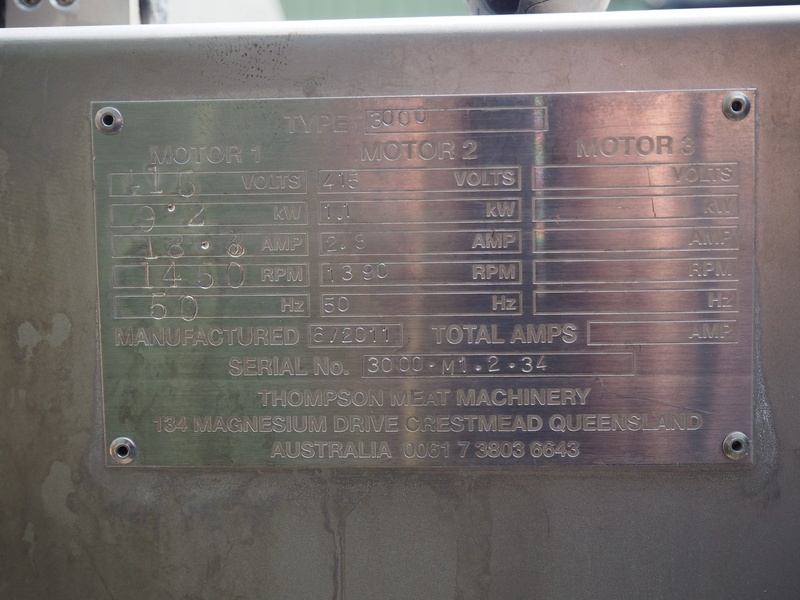 TYPE 3000
MOTOR 1 MOTOR 2 MOTOR 3
415 VOLTS 415 VOLTS VOLTS
9.2 kW 1.1 kW kW
18.8 AMP 2.8 AMP AMP
1450 RPM 1390 RPM RPM
50 Hz 50 Hz Hz
MANUFACTURED 6/2011 TOTAL AMPS AMP
SERIAL No. 3000.M1.2.34
THOMPSON MEAT MACHINERY
134 MAGNESIUM DRIVE CRESTMEAD QUEENSLAND
AUSTRALIA 0061 7 3803 6643